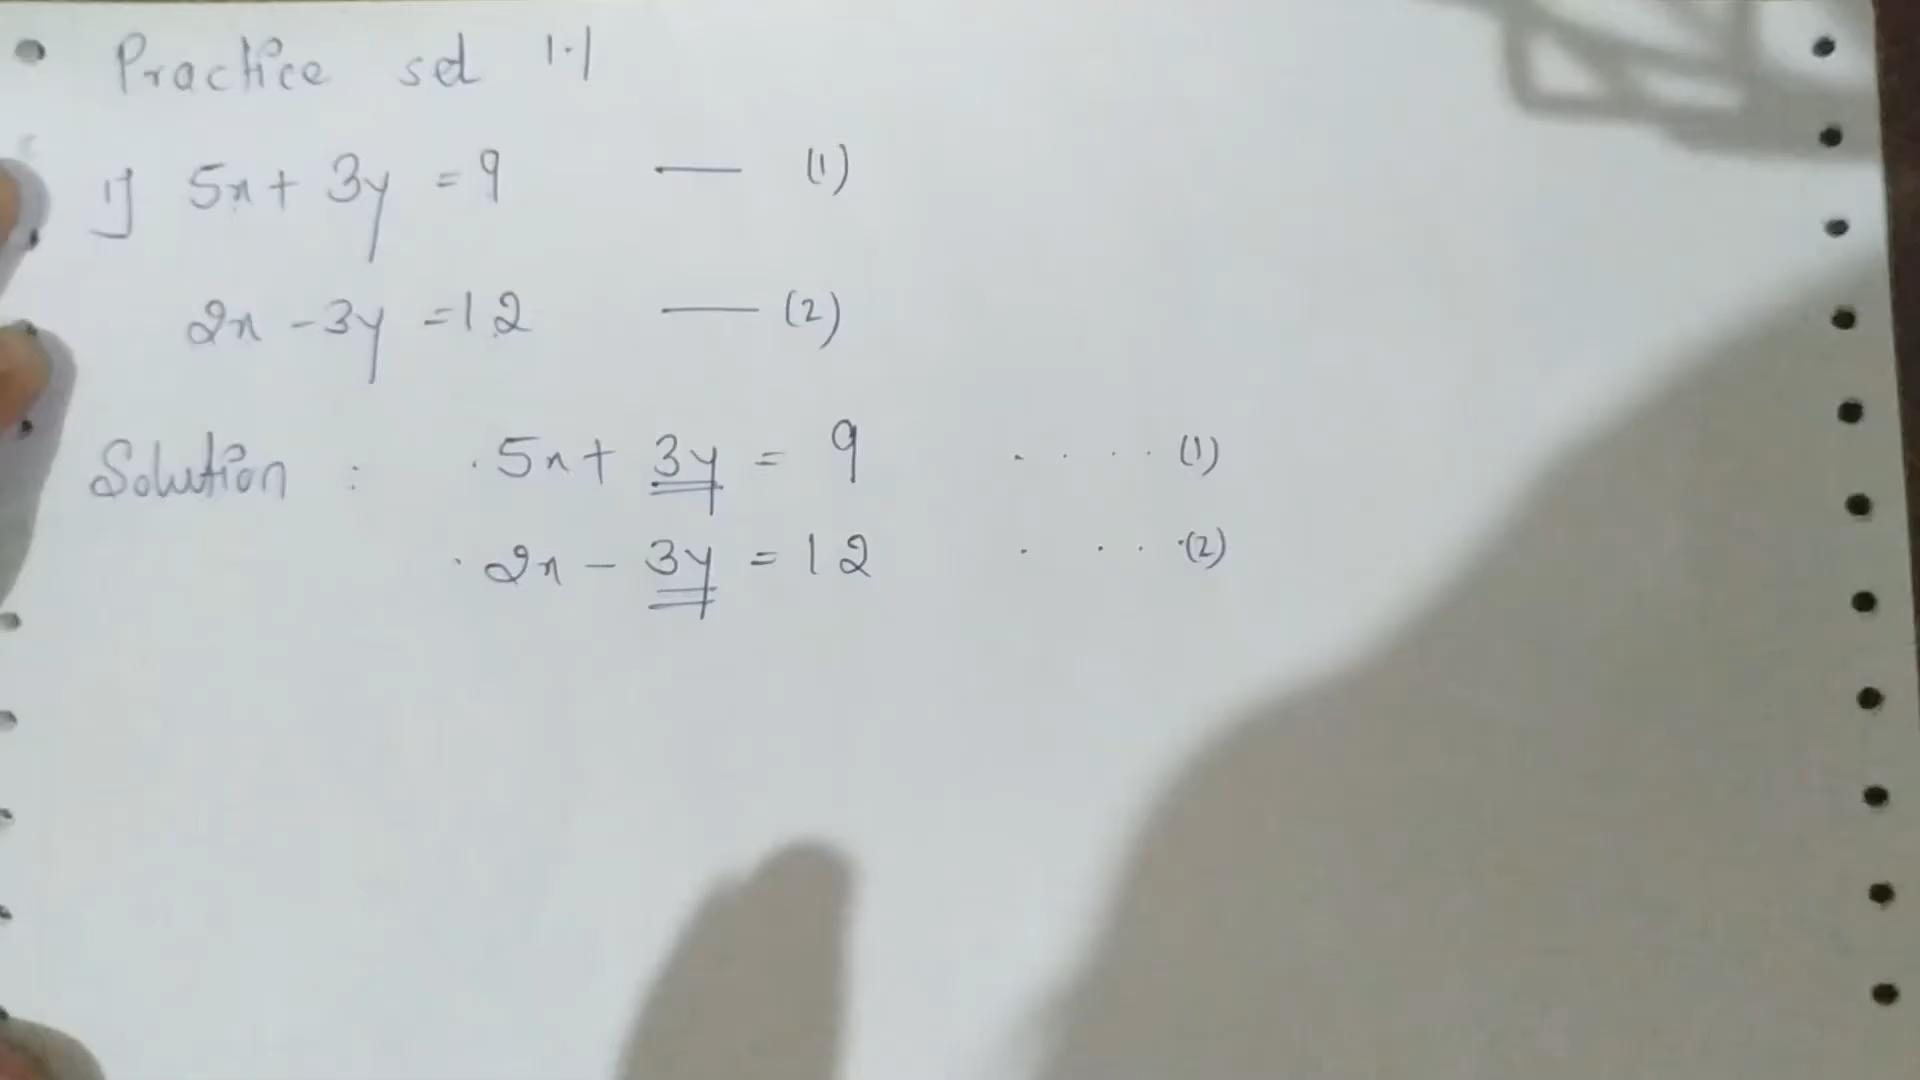 Practice set 1.1
1] 5x + 3y = 9 — (1)
2x - 3y = 12 — (2)
Solution : 5x + 3y = 9 . . . . . (1)
2x - 3y = 12 . . . . (2)